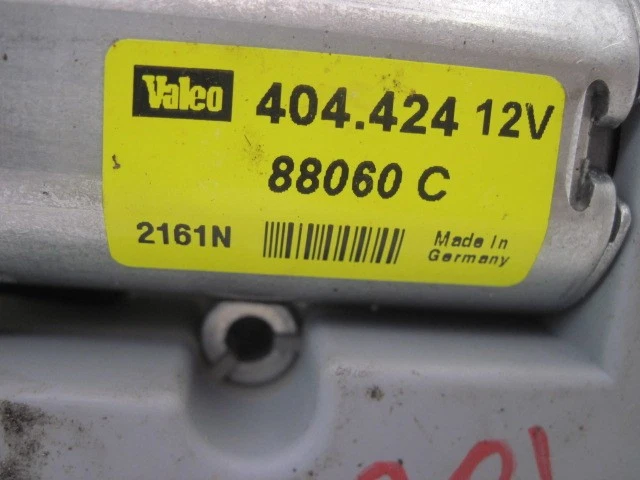 Valeo 404.424 12V
88060 C
2161N Made In
Germany